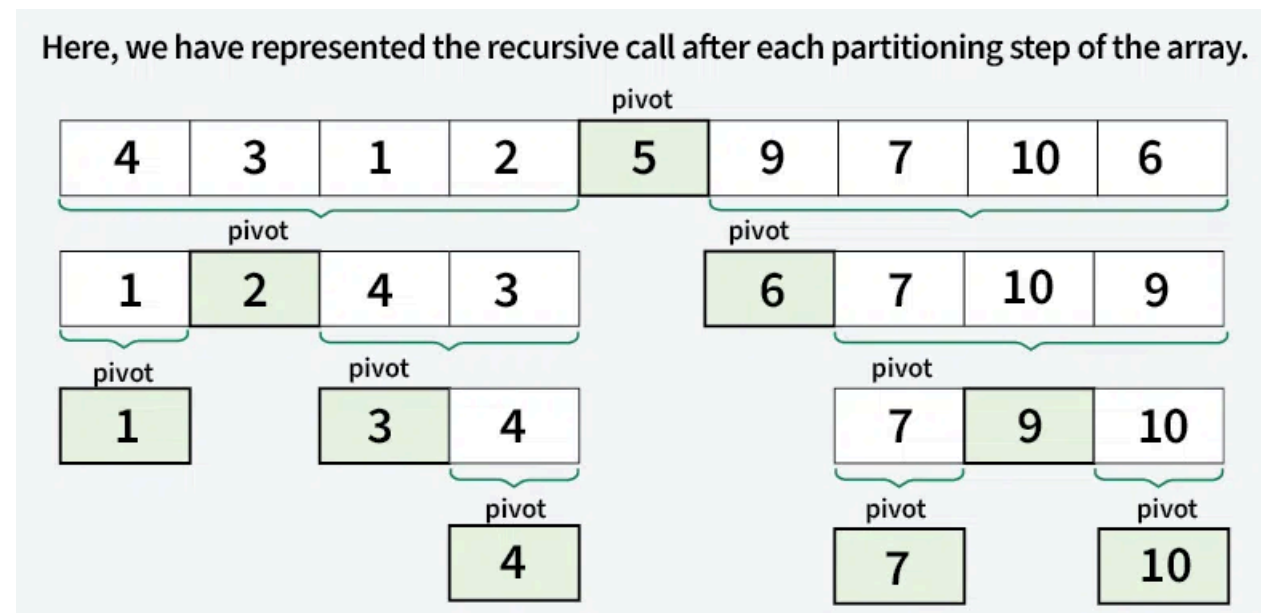 Here, we have represented the recursive call after each partitioning step of the array.
pivot
4 3 1 2 5 9 7 10 6
pivot pivot
1 2 4 3 6 7 10 9
pivot pivot pivot
1 3 4 7 9 10
pivot pivot pivot
4 7 10